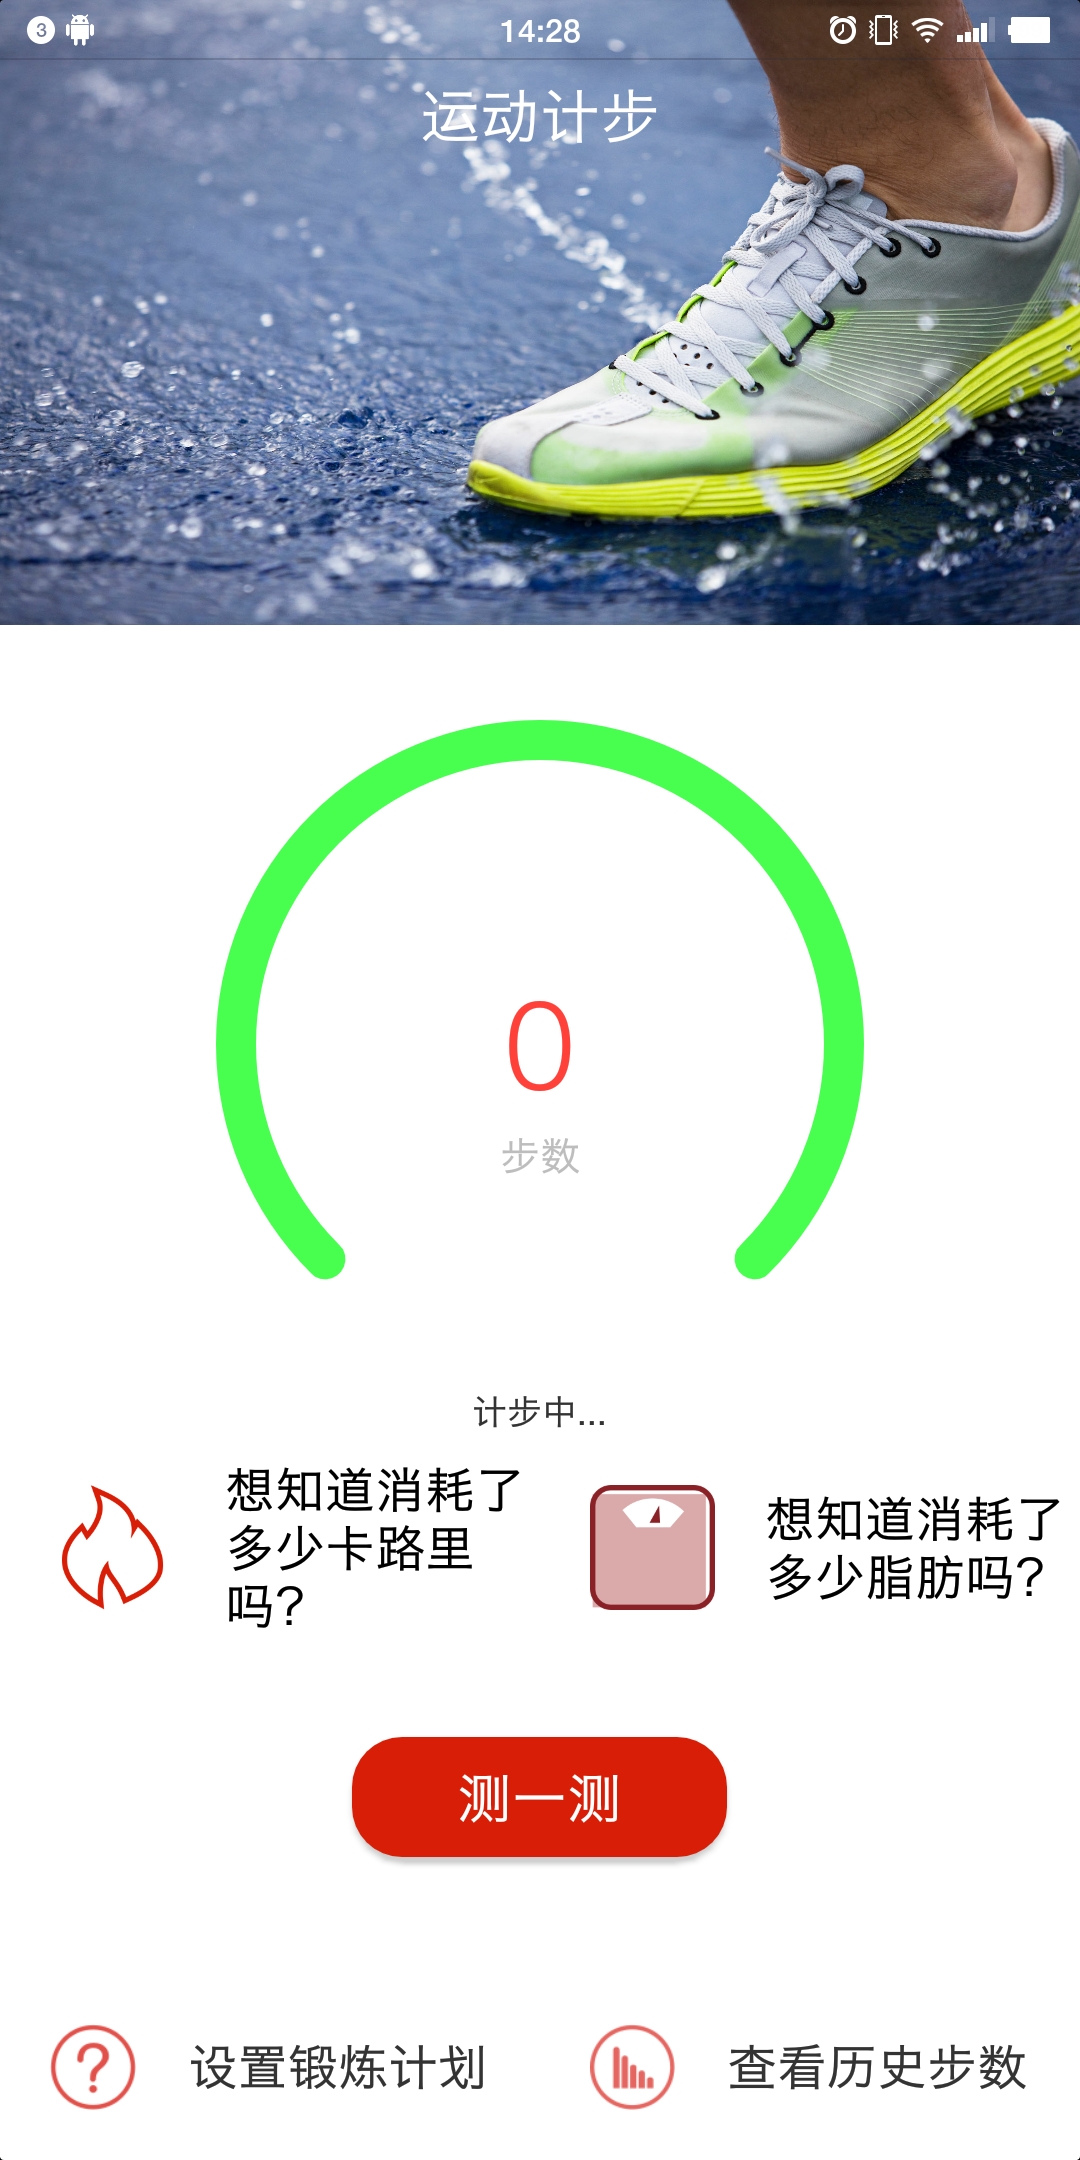 3 14:28
运动计步
0
步数
计步中...
想知道消耗了
多少卡路里
吗?
想知道消耗了
多少脂肪吗?
测一测
设置锻炼计划
查看历史步数